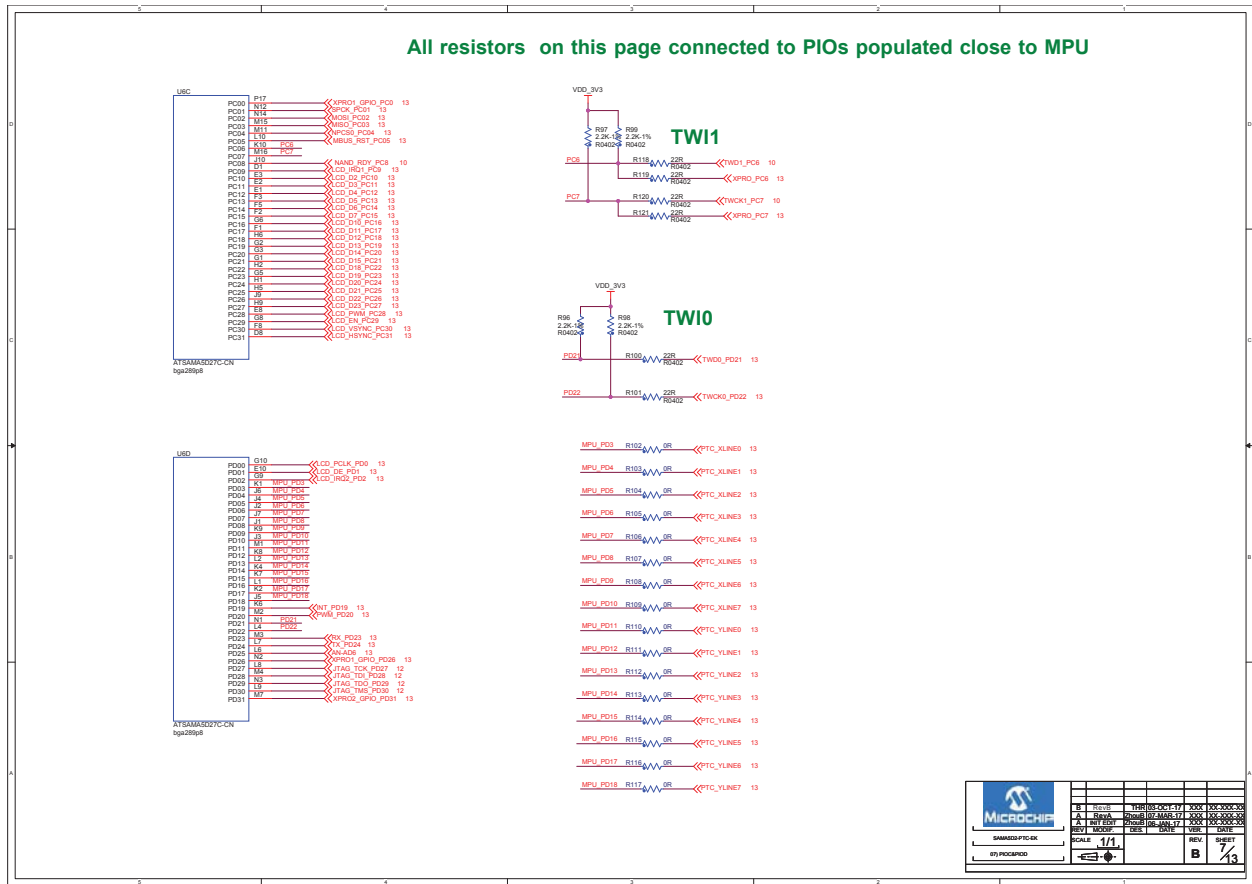 5 4 3 2 1
All resistors on this page connected to PIOs populated close to MPU
U6C
PC00 P17 XPRO1_GPIO_PC0 13
PC01 N12 SPCK_PC01 13
PC02 N14 MOSI_PC02 13
PC03 M15 MISO_PC03 13
PC04 M11 NPCS0_PC04 13
PC05 L10 MBUS_RST_PC05 13
PC06 K10 PC6
PC07 M16 PC7
PC08 J10 NAND_RDY_PC8 10
PC09 D1 LCD_IRQ1_PC9 13
PC10 E3 LCD_D2_PC10 13
PC11 E2 LCD_D3_PC11 13
PC12 E1 LCD_D4_PC12 13
PC13 F3 LCD_D5_PC13 13
PC14 F5 LCD_D6_PC14 13
PC15 F2 LCD_D7_PC15 13
PC16 G6 LCD_D10_PC16 13
PC17 F1 LCD_D11_PC17 13
PC18 H6 LCD_D12_PC18 13
PC19 G2 LCD_D13_PC19 13
PC20 G3 LCD_D14_PC20 13
PC21 G1 LCD_D15_PC21 13
PC22 H2 LCD_D18_PC22 13
PC23 G5 LCD_D19_PC23 13
PC24 H1 LCD_D20_PC24 13
PC25 H5 LCD_D21_PC25 13
PC26 J9 LCD_D22_PC26 13
PC27 H9 LCD_D23_PC27 13
PC28 E8 LCD_PWM_PC28 13
PC29 G8 LCD_EN_PC29 13
PC30 F8 LCD_VSYNC_PC30 13
PC31 D8 LCD_HSYNC_PC31 13
ATSAMA5D27C-CN
bga289p8
VDD_3V3
R97 2.2K-1% R0402
R99 2.2K-1% R0402
TWI1
PC6 R118 22R R0402 TWD1_PC6 10
R119 22R R0402 XPRO_PC6 13
PC7 R120 22R R0402 TWCK1_PC7 10
R121 22R R0402 XPRO_PC7 13
VDD_3V3
R96 2.2K-1% R0402
R98 2.2K-1% R0402
TWI0
PD21 R100 22R R0402 TWD0_PD21 13
PD22 R101 22R R0402 TWCK0_PD22 13
U6D
PD00 G10 LCD_PCLK_PD0 13
PD01 E10 LCD_DE_PD1 13
PD02 G9 LCD_IRQ2_PD2 13
PD03 K1 MPU_PD3
PD04 J6 MPU_PD4
PD05 J4 MPU_PD5
PD06 J2 MPU_PD6
PD07 J7 MPU_PD7
PD08 J1 MPU_PD8
PD09 K9 MPU_PD9
PD10 J3 MPU_PD10
PD11 M1 MPU_PD11
PD12 K8 MPU_PD12
PD13 L2 MPU_PD13
PD14 K4 MPU_PD14
PD15 K7 MPU_PD15
PD16 L1 MPU_PD16
PD17 K2 MPU_PD17
PD18 J5 MPU_PD18
PD19 K6 INT_PD19 13
PD20 M2 PWM_PD20 13
PD21 N1 PD21
PD22 L4 PD22
PD23 M3 RX_PD23 13
PD24 L7 TX_PD24 13
PD25 L6 AN-AD6 13
PD26 N2 XPRO1_GPIO_PD26 13
PD27 L8 JTAG_TCK_PD27 12
PD28 M4 JTAG_TDI_PD28 12
PD29 N3 JTAG_TDO_PD29 12
PD30 L9 JTAG_TMS_PD30 12
PD31 M7 XPRO2_GPIO_PD31 13
ATSAMA5D27C-CN
bga289p8
MPU_PD3 R102 0R PTC_XLINE0 13
MPU_PD4 R103 0R PTC_XLINE1 13
MPU_PD5 R104 0R PTC_XLINE2 13
MPU_PD6 R105 0R PTC_XLINE3 13
MPU_PD7 R106 0R PTC_XLINE4 13
MPU_PD8 R107 0R PTC_XLINE5 13
MPU_PD9 R108 0R PTC_XLINE6 13
MPU_PD10 R109 0R PTC_XLINE7 13
MPU_PD11 R110 0R PTC_YLINE0 13
MPU_PD12 R111 0R PTC_YLINE1 13
MPU_PD13 R112 0R PTC_YLINE2 13
MPU_PD14 R113 0R PTC_YLINE3 13
MPU_PD15 R114 0R PTC_YLINE4 13
MPU_PD16 R115 0R PTC_YLINE5 13
MPU_PD17 R116 0R PTC_YLINE6 13
MPU_PD18 R117 0R PTC_YLINE7 13
D D
C C
B B
A A
MICROCHIP
SAMA5D2-PTC-EK
07) PIOC&PIOD
B RevB THR 03-OCT-17 XXX XX-XXX-XX
A RevA ZhouB 07-MAR-17 XXX XX-XXX-XX
A INIT EDIT ZhouB 06-JAN-17 XXX XX-XXX-XX
REV MODIF. DES. DATE VER. DATE
SCALE 1/1 REV. B SHEET 7/13
5 4 3 2 1